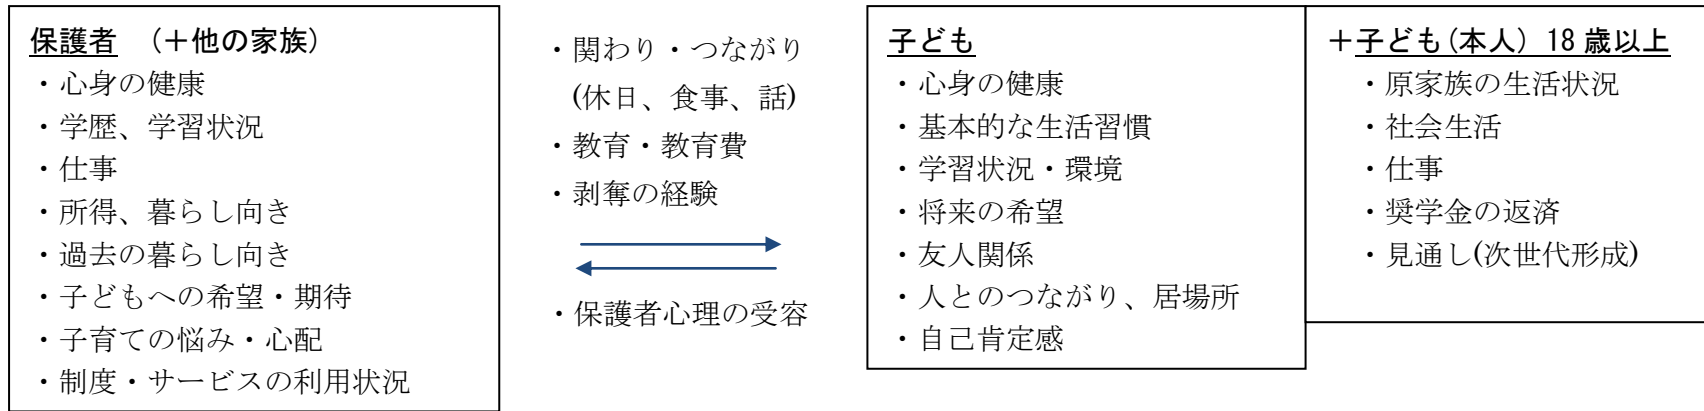 保護者 （＋他の家族）
・心身の健康
・学歴、学習状況
・仕事
・所得、暮らし向き
・過去の暮らし向き
・子どもへの希望・期待
・子育ての悩み・心配
・制度・サービスの利用状況
・関わり・つながり
(休日、食事、話)
・教育・教育費
・剥奪の経験
・保護者心理の受容
子ども
・心身の健康
・基本的な生活習慣
・学習状況・環境
・将来の希望
・友人関係
・人とのつながり、居場所
・自己肯定感
＋子ども(本人) 18歳以上
・原家族の生活状況
・社会生活
・仕事
・奨学金の返済
・見通し(次世代形成)